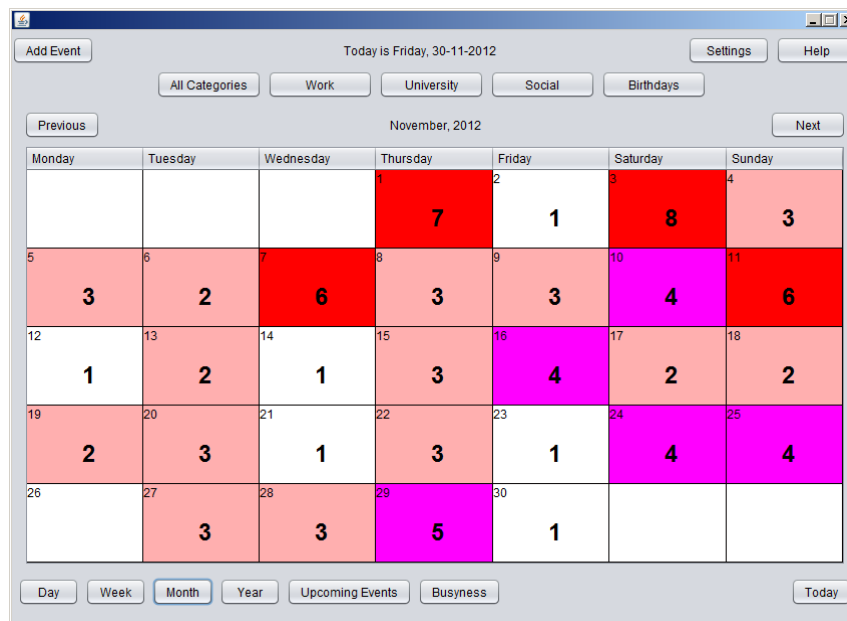 Add Event Today is Friday, 30-11-2012 Settings Help
All Categories Work University Social Birthdays
Previous November, 2012 Next
Monday Tuesday Wednesday Thursday Friday Saturday Sunday
1 2 3 4
7 1 8 3
5 6 7 8 9 10 11
3 2 6 3 3 4 6
12 13 14 15 16 17 18
1 2 1 3 4 2 2
19 20 21 22 23 24 25
2 3 1 3 1 4 4
26 27 28 29 30
3 3 5 1
Day Week Month Year Upcoming Events Busyness Today